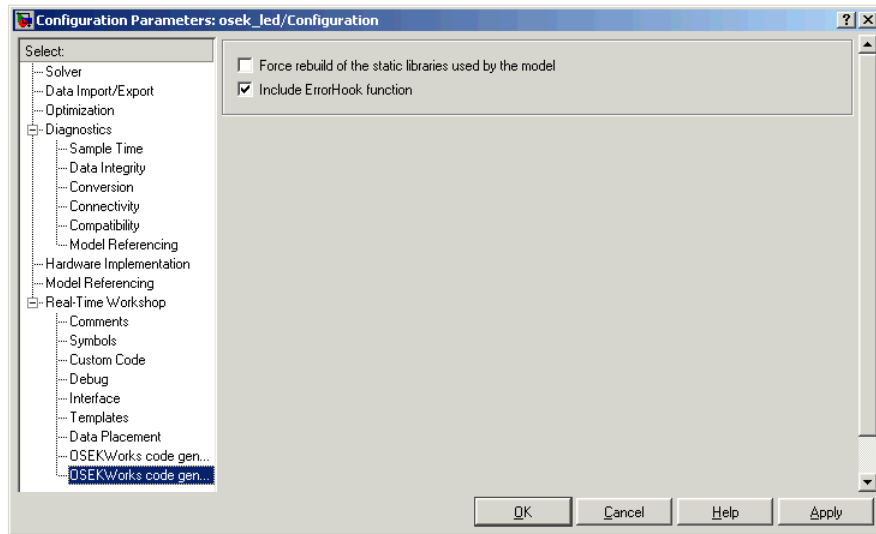 Configuration Parameters: osek_led/Configuration
Select:
Solver
Data Import/Export
Optimization
Diagnostics
Sample Time
Data Integrity
Conversion
Connectivity
Compatibility
Model Referencing
Hardware Implementation
Model Referencing
Real-Time Workshop
Comments
Symbols
Custom Code
Debug
Interface
Templates
Data Placement
OSEKWorks code gen...
OSEKWorks code gen...
Force rebuild of the static libraries used by the model
Include ErrorHook function
OK Cancel Help Apply